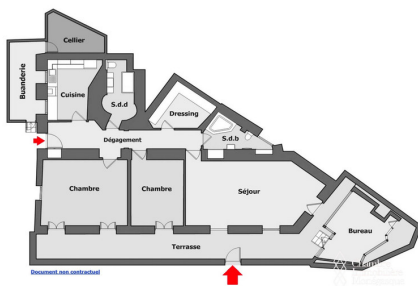 Cellier
Buanderie
Cuisine
S.d.d
Dressing
S.d.b
Dégagement
Chambre
Chambre
Séjour
Bureau
Terrasse
Document non contractuel